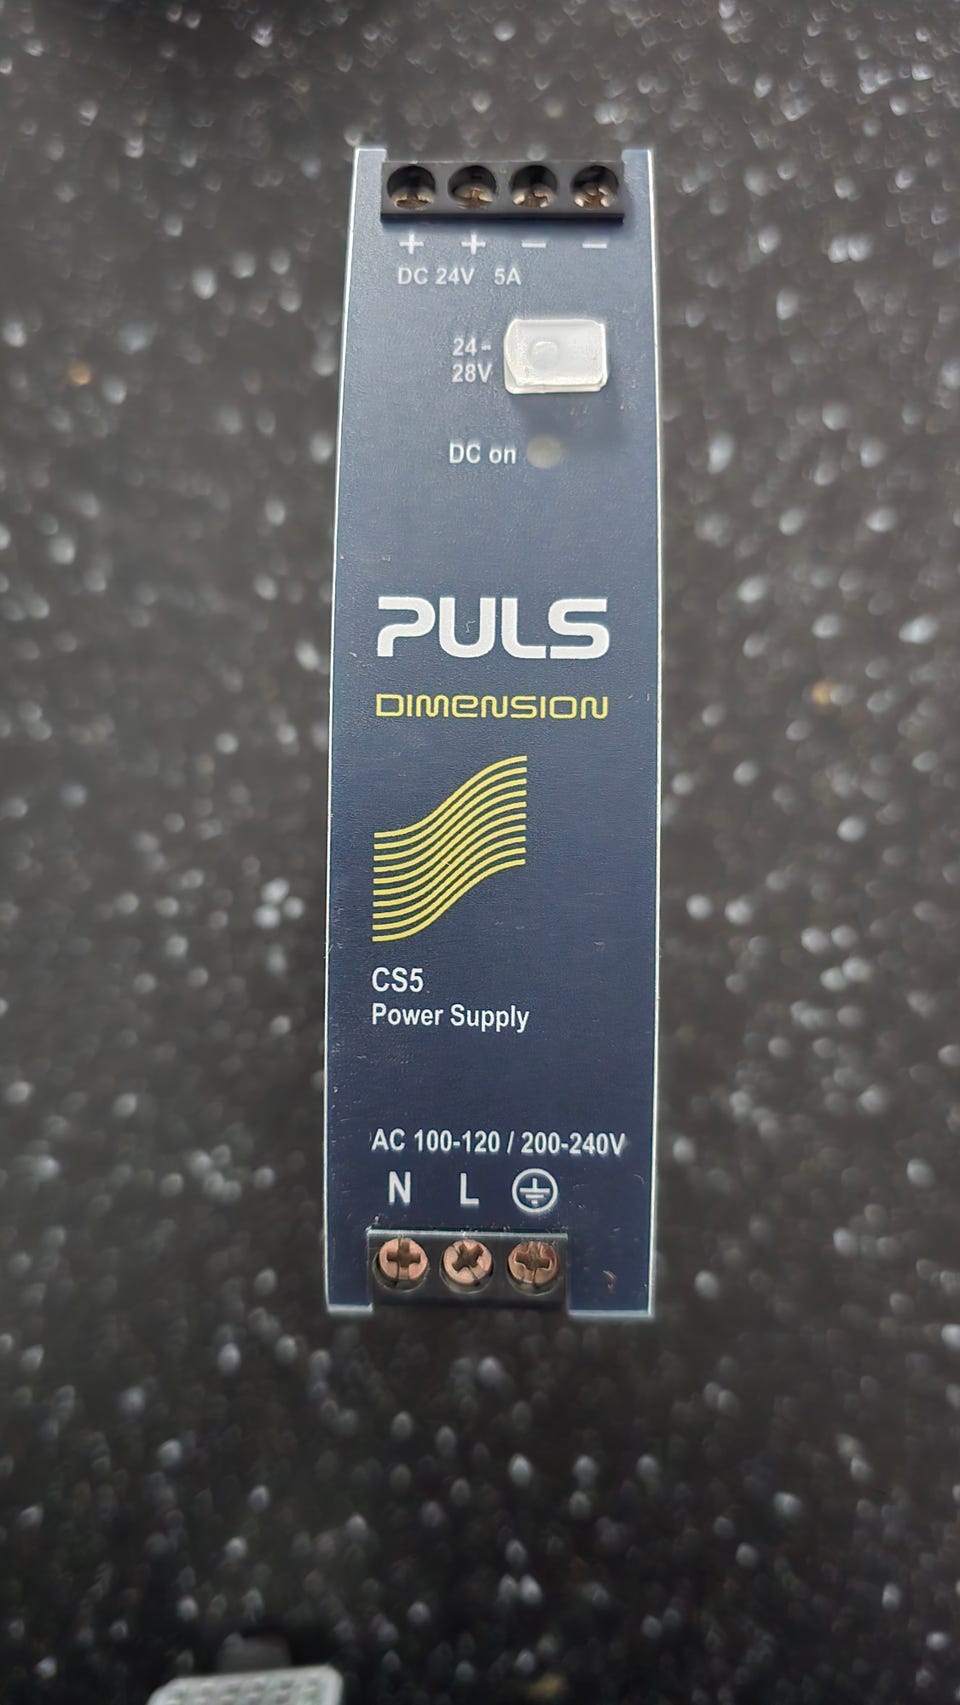 + + − −
DC 24V 5A
24-
28V
DC on
PULS
DIMENSION
CS5
Power Supply
AC 100-120 / 200-240V
N L ⏚